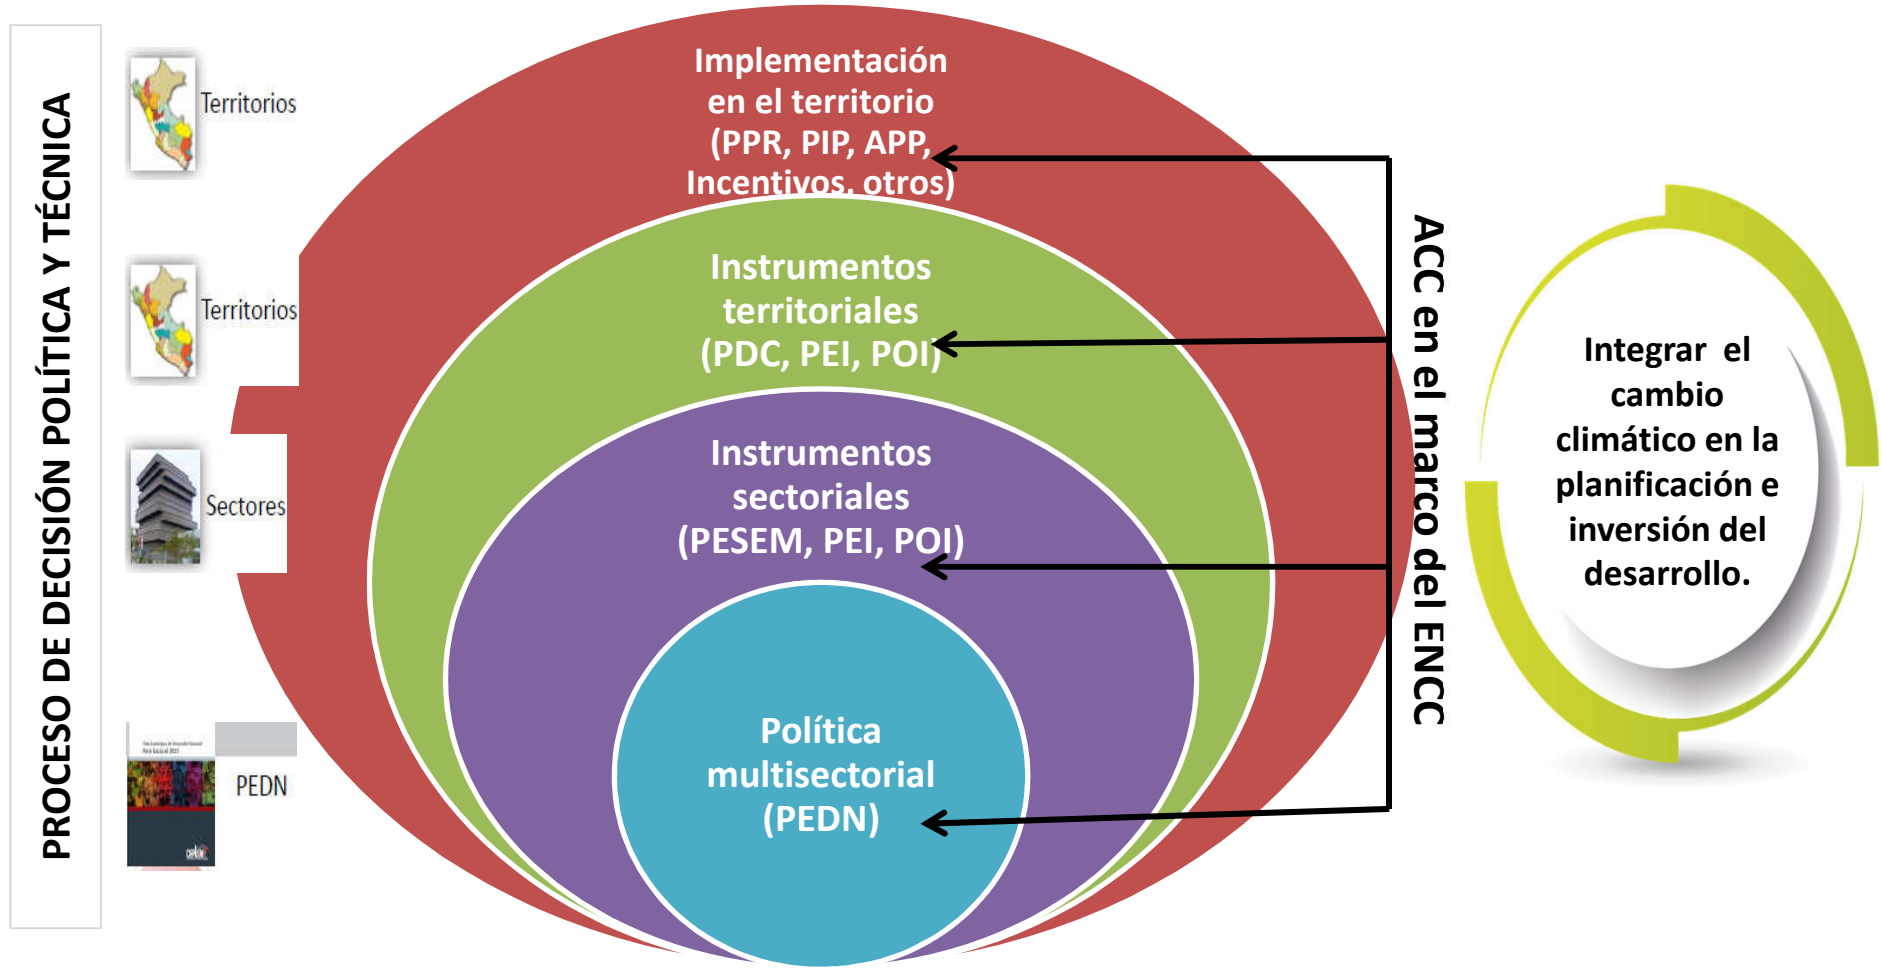 PROCESO DE DECISIÓN POLÍTICA Y TÉCNICA
Territorios
Territorios
Sectores
PEDN
Implementación
en el territorio
(PPR, PIP, APP,
Incentivos, otros)
Instrumentos
territoriales
(PDC, PEI, POI)
Instrumentos
sectoriales
(PESEM, PEI, POI)
Política
multisectorial
(PEDN)
ACC en el marco del ENCC
Integrar el
cambio
climático en la
planificación e
inversión del
desarrollo.